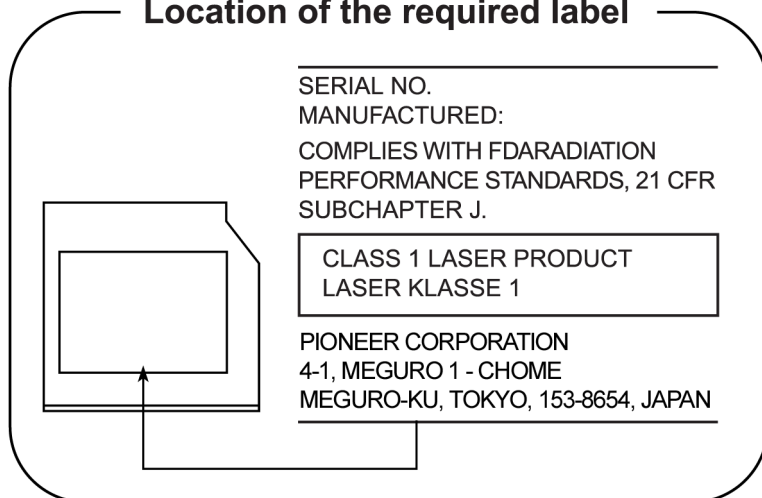 Location of the required label
SERIAL NO.
MANUFACTURED:
COMPLIES WITH FDARADIATION
PERFORMANCE STANDARDS, 21 CFR
SUBCHAPTER J.
CLASS 1 LASER PRODUCT
LASER KLASSE 1
PIONEER CORPORATION
4-1, MEGURO 1 - CHOME
MEGURO-KU, TOKYO, 153-8654, JAPAN